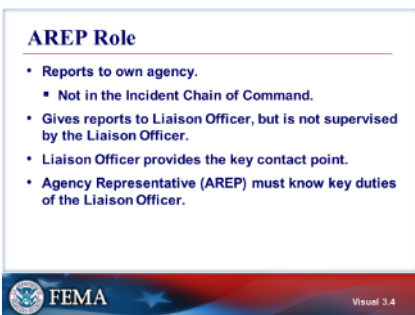 AREP Role
• Reports to own agency.
▪ Not in the Incident Chain of Command.
• Gives reports to Liaison Officer, but is not supervised
by the Liaison Officer.
• Liaison Officer provides the key contact point.
• Agency Representative (AREP) must know key duties
of the Liaison Officer.
FEMA
Visual 3.4